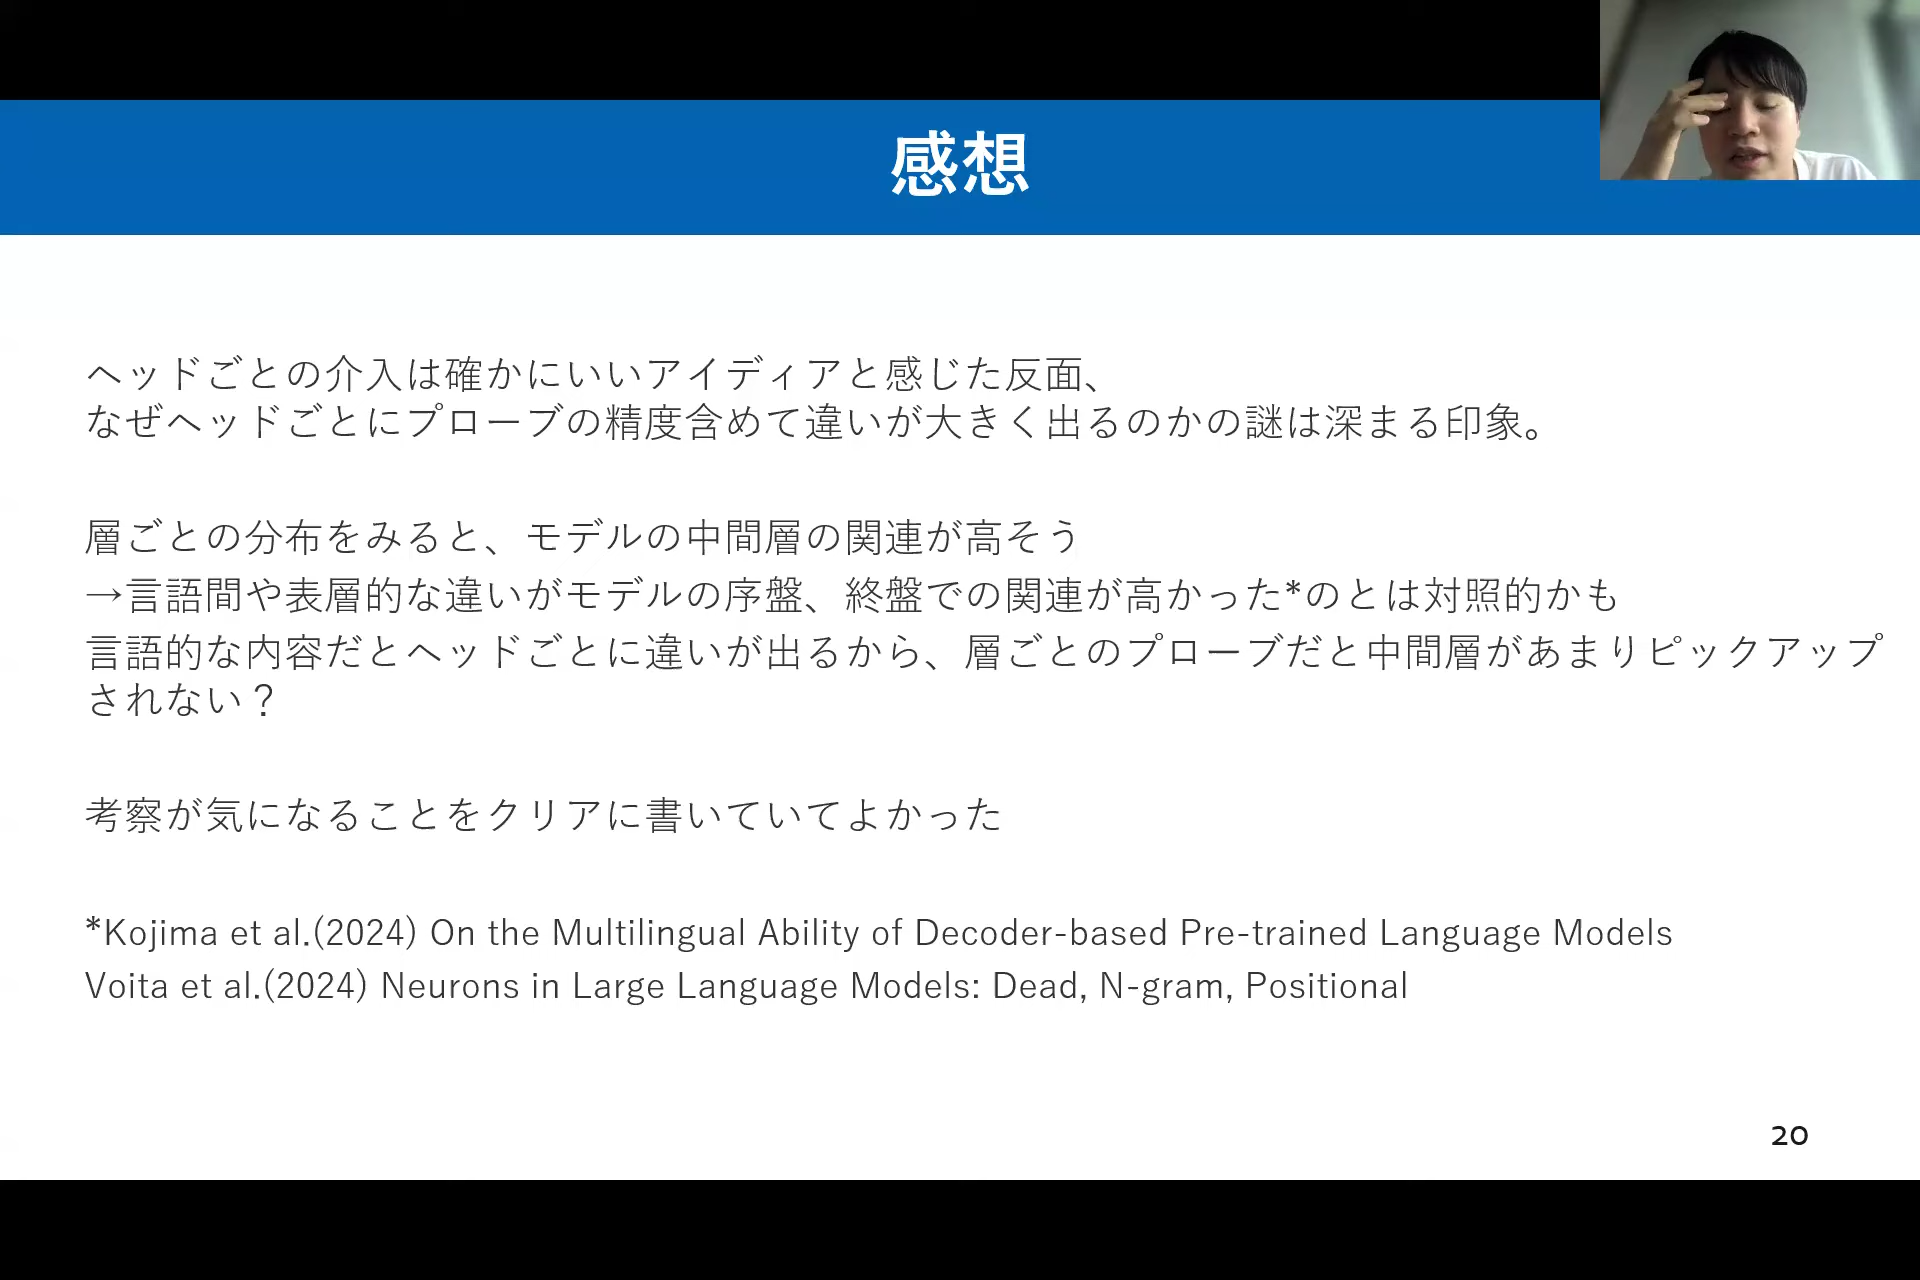 感想
ヘッドごとの介入は確かにいいアイディアと感じた反面、
なぜヘッドごとにプローブの精度含めて違いが大きく出るのかの謎は深まる印象。
層ごとの分布をみると、モデルの中間層の関連が高そう
→言語間や表層的な違いがモデルの序盤、終盤での関連が高かった*のとは対照的かも
言語的な内容だとヘッドごとに違いが出るから、層ごとのプローブだと中間層があまりピックアップ
されない？
考察が気になることをクリアに書いていてよかった
*Kojima et al.(2024) On the Multilingual Ability of Decoder-based Pre-trained Language Models
Voita et al.(2024) Neurons in Large Language Models: Dead, N-gram, Positional
20